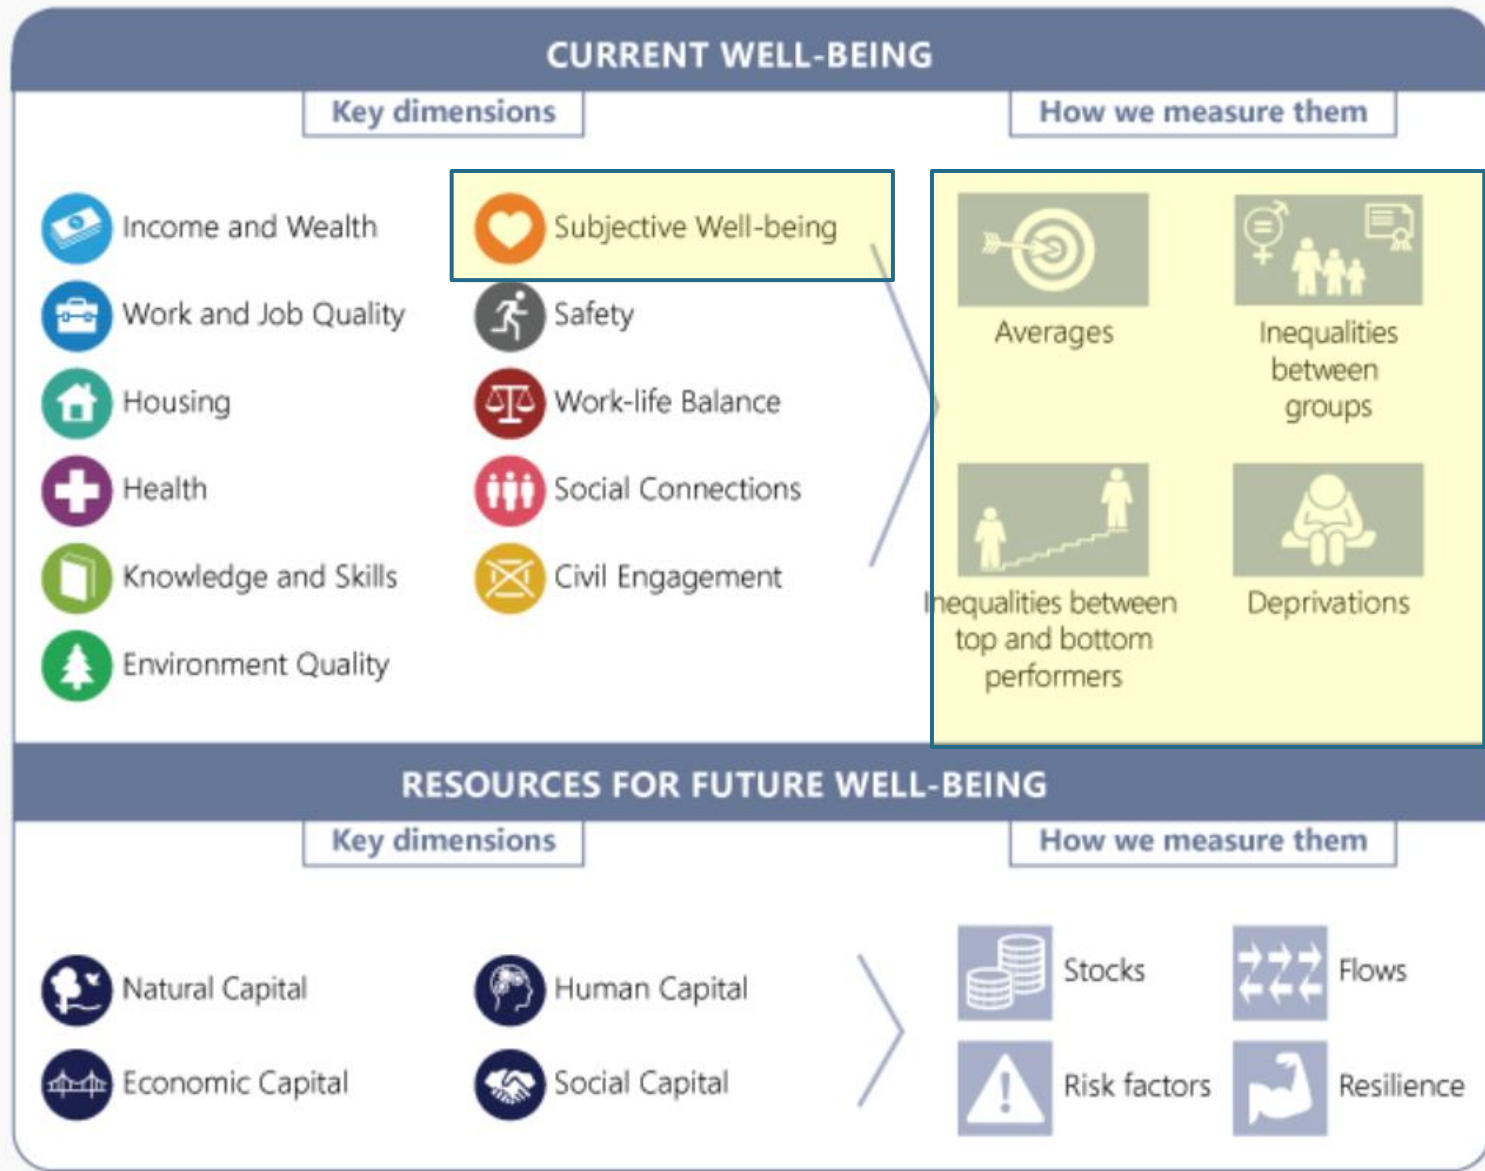 CURRENT WELL-BEING
Key dimensions
How we measure them
Income and Wealth
Work and Job Quality
Housing
Health
Knowledge and Skills
Environment Quality
Subjective Well-being
Safety
Work-life Balance
Social Connections
Civil Engagement
Averages
Inequalities
between
groups
Inequalities between
top and bottom
performers
Deprivations
RESOURCES FOR FUTURE WELL-BEING
Key dimensions
How we measure them
Natural Capital
Economic Capital
Human Capital
Social Capital
Stocks
Flows
Risk factors
Resilience